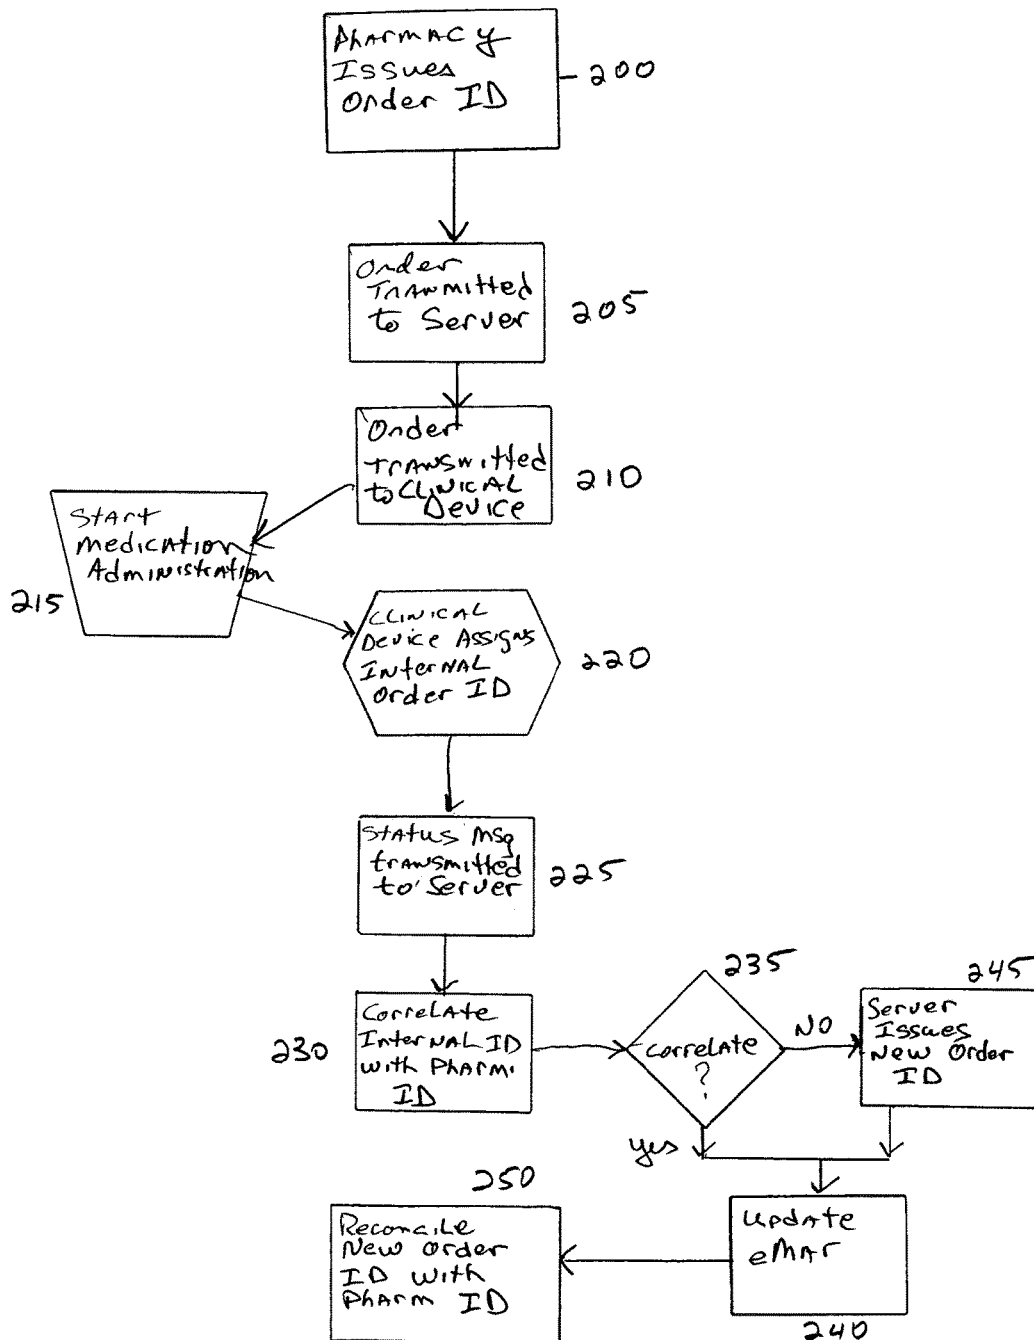 Pharmacy
Issues
Order ID
200
Order
Tranmitted
to Server
205
Order
transmitted
to Clinical
Device
210
Start
medication
Administration
215
Clinical
Device Assigns
Internal
Order ID
220
Status Msg
transmitted
to Server
225
Correlate
Internal ID
with Pharm.
ID
230
235
correlate
?
NO
yes
245
Server
Issues
New Order
ID
250
Reconcile
New Order
ID with
Pharm ID
update
eMar
240